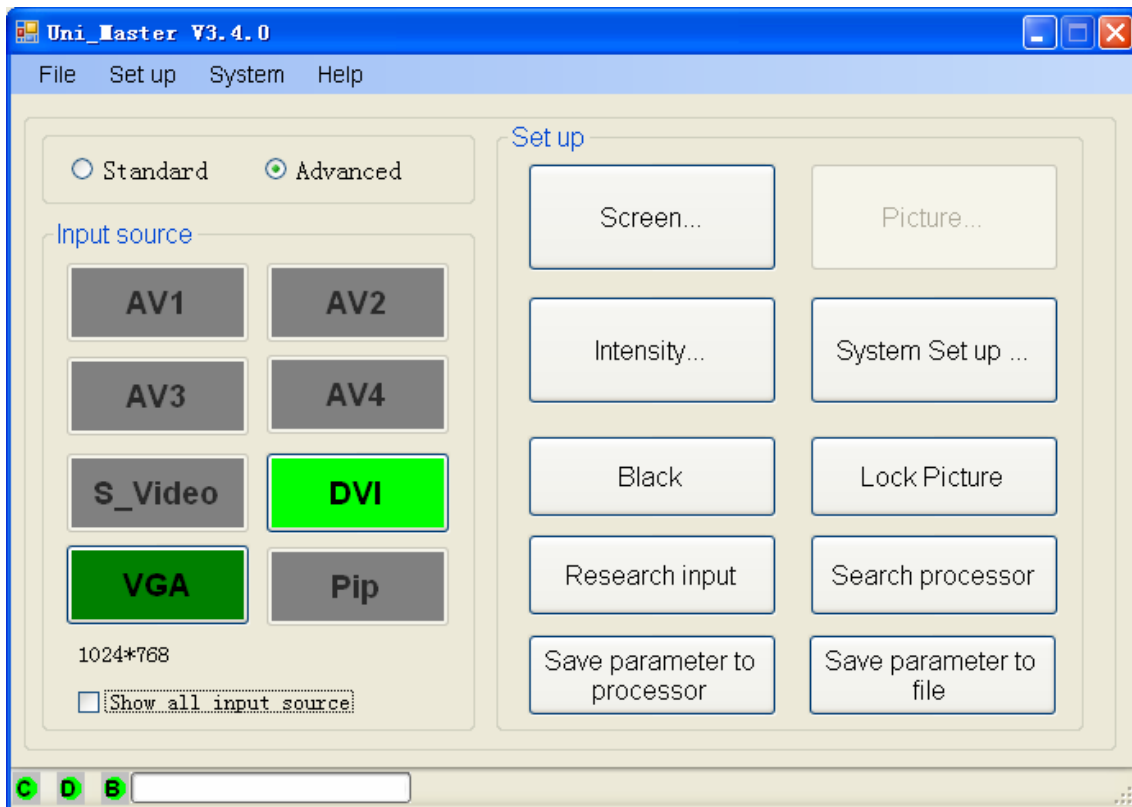 Uni_Master V3.4.0
File Set up System Help
Standard Advanced
Input source
AV1 AV2
AV3 AV4
S_Video DVI
VGA Pip
1024*768
Show all input source
Set up
Screen... Picture...
Intensity... System Set up ...
Black Lock Picture
Research input Search processor
Save parameter to
processor
Save parameter to
file
C D B